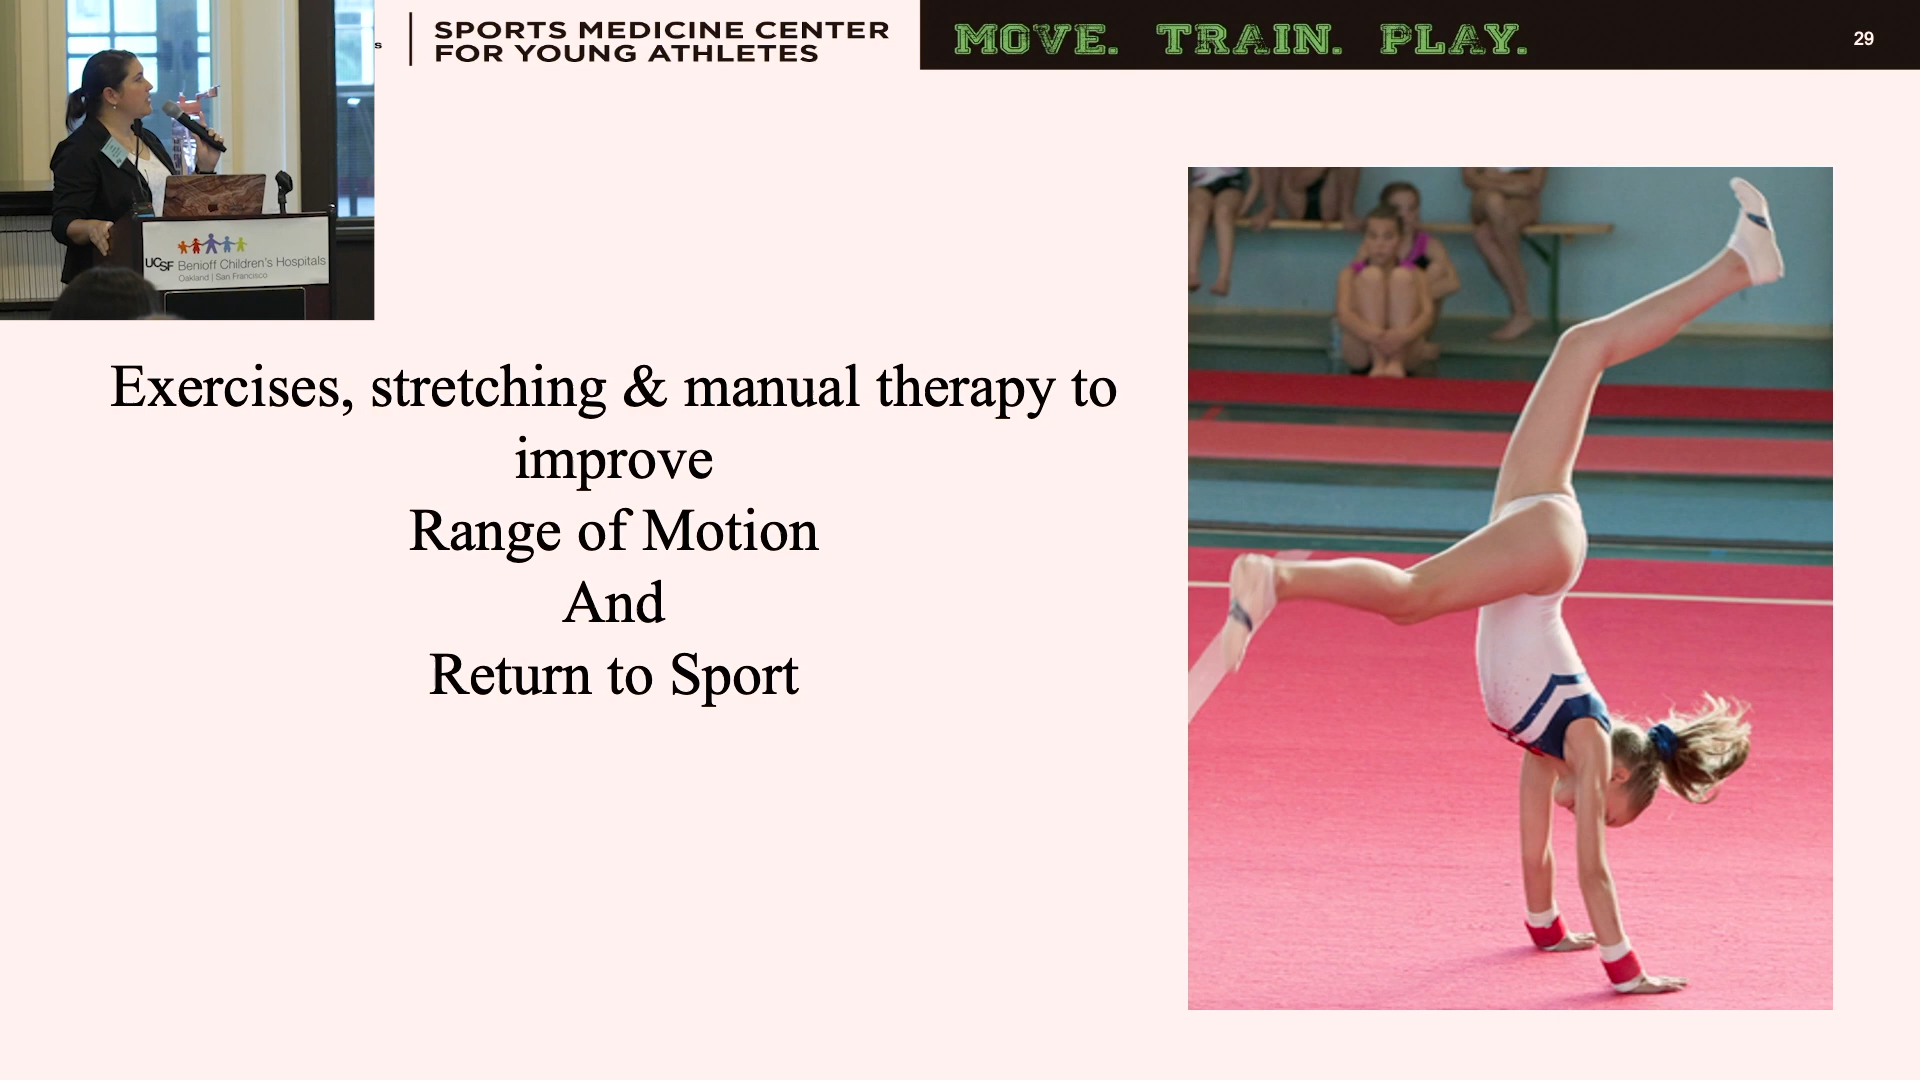 s
SPORTS MEDICINE CENTER
FOR YOUNG ATHLETES
MOVE. TRAIN. PLAY.
29
UCSF Benioff Children's Hospitals
Oakland | San Francisco
Exercises, stretching & manual therapy to
improve
Range of Motion
And
Return to Sport